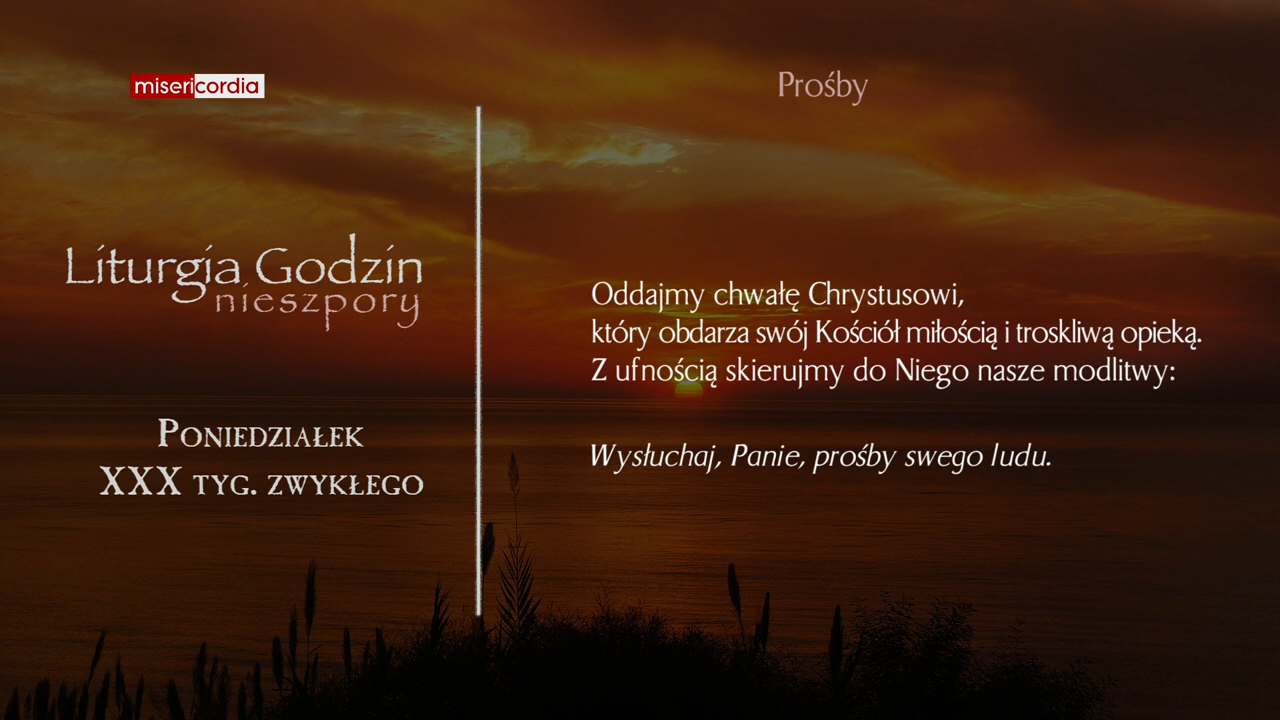 misericordia
Liturgia Godzin
nieszpory
Poniedziałek
XXX tyg. zwykłego
Prośby
Oddajmy chwałę Chrystusowi,
który obdarza swój Kościół miłością i troskliwą opieką.
Z ufnością skierujmy do Niego nasze modlitwy:
Wysłuchaj, Panie, prośby swego ludu.